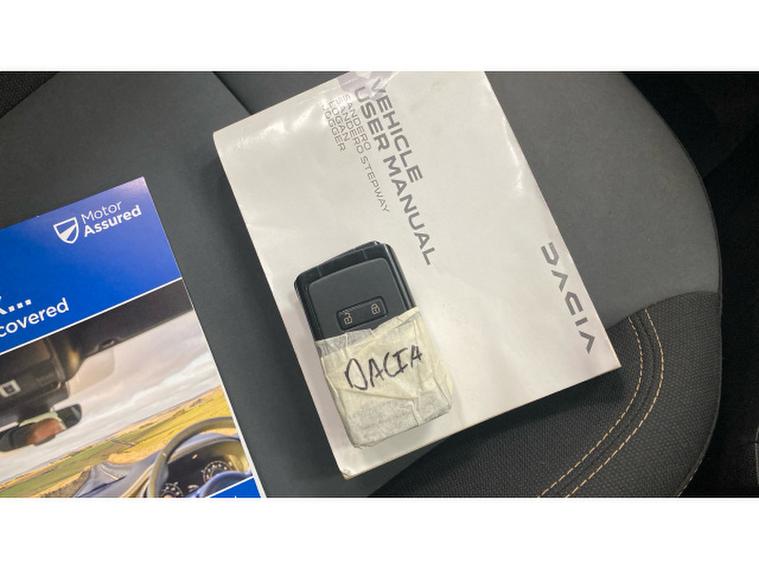 VEHICLE
USER MANUAL
SANDERO
SANDERO STEPWAY
LOGAN
JOGGER
DACIA
DACIA
Motor
Assured
covered